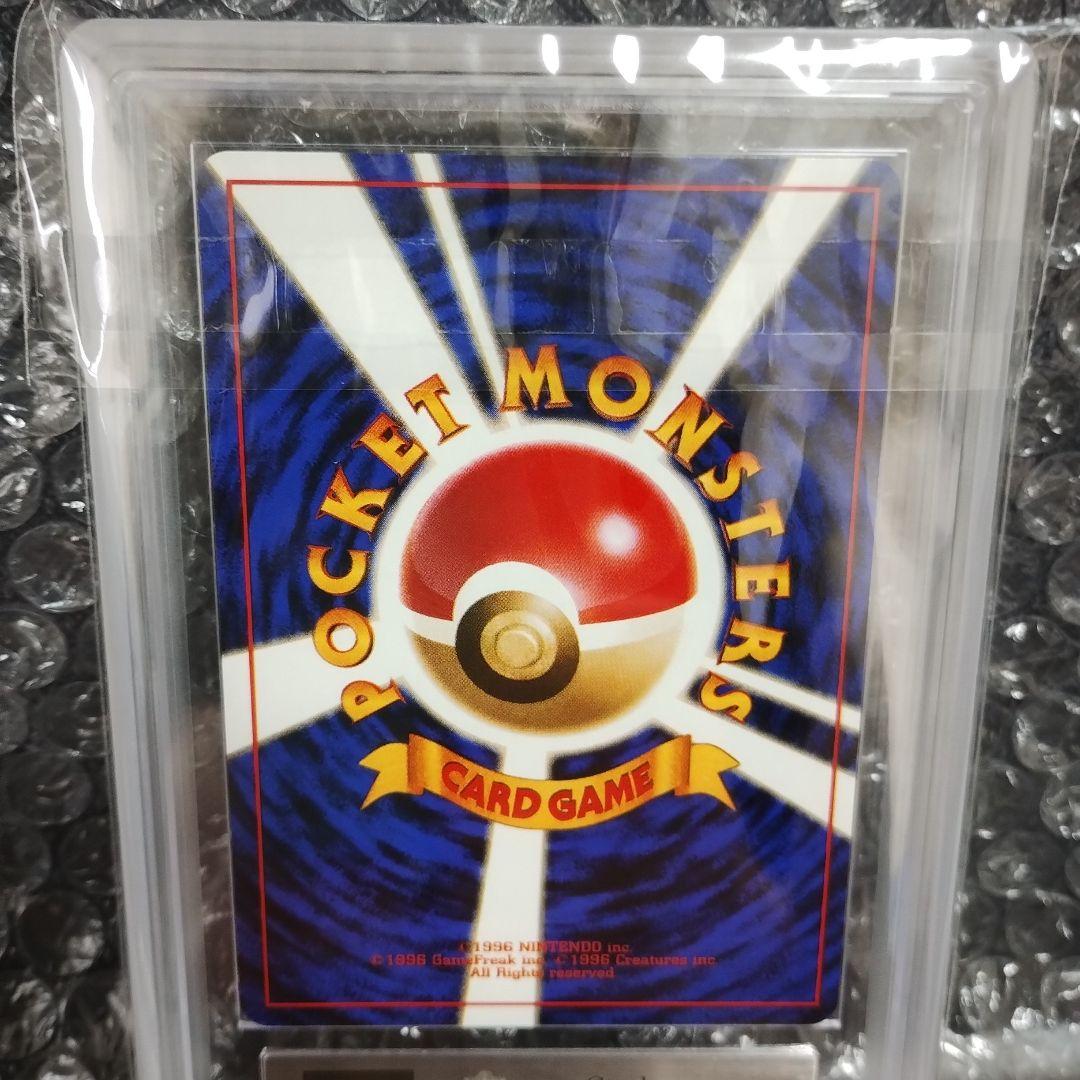 POCKET MONSTERS
CARD GAME
©1996 NINTENDO inc.
©1996 GameFreak inc. ©1996 Creatures inc.
All Rights reserved